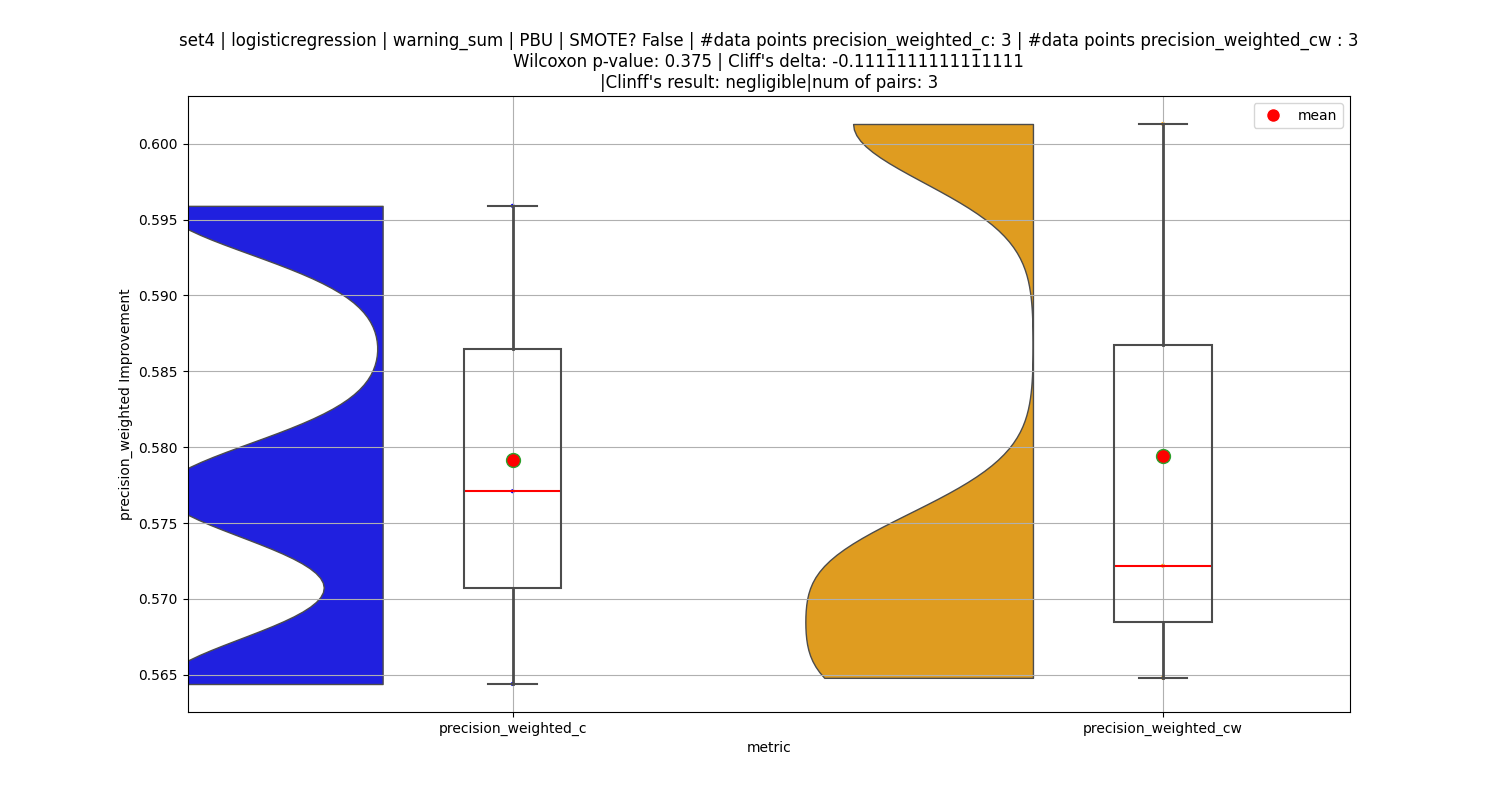 set4 | logisticregression | warning_sum | PBU | SMOTE? False | #data points precision_weighted_c: 3 | #data points precision_weighted_cw : 3
Wilcoxon p-value: 0.375 | Cliff's delta: -0.1111111111111111
|Clinff's result: negligible|num of pairs: 3
mean
0.600
0.595
0.590
0.585
0.580
0.575
0.570
0.565
precision_weighted Improvement
precision_weighted_c
precision_weighted_cw
metric